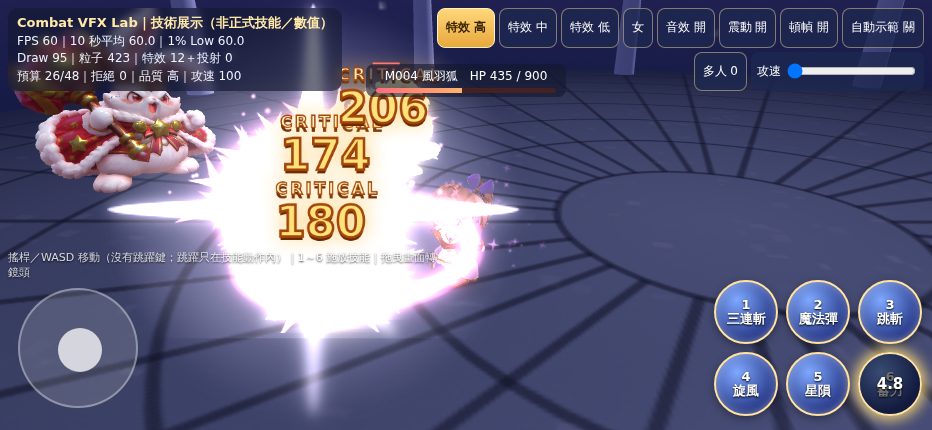 Combat VFX Lab｜技術展示（非正式技能／數值）
FPS 60｜10 秒平均 60.0｜1% Low 60.0
Draw 95｜粒子 423｜特效 12＋投射 0
預算 26/48｜拒絕 0｜品質 高｜攻速 100
特效 高
特效 中
特效 低
女
音效 開
震動 開
頓幀 開
自動示範 關
多人 0
攻速
M004 風羽狐 HP 435 / 900
206
CRITICAL
174
CRITICAL
180
搖桿／WASD 移動（沒有跳躍鍵；跳躍只在技能動作內）｜1～6 施放技能｜拖曳畫面轉
鏡頭
1
三連斬
2
魔法彈
3
跳斬
4
旋風
5
星隕
4.8